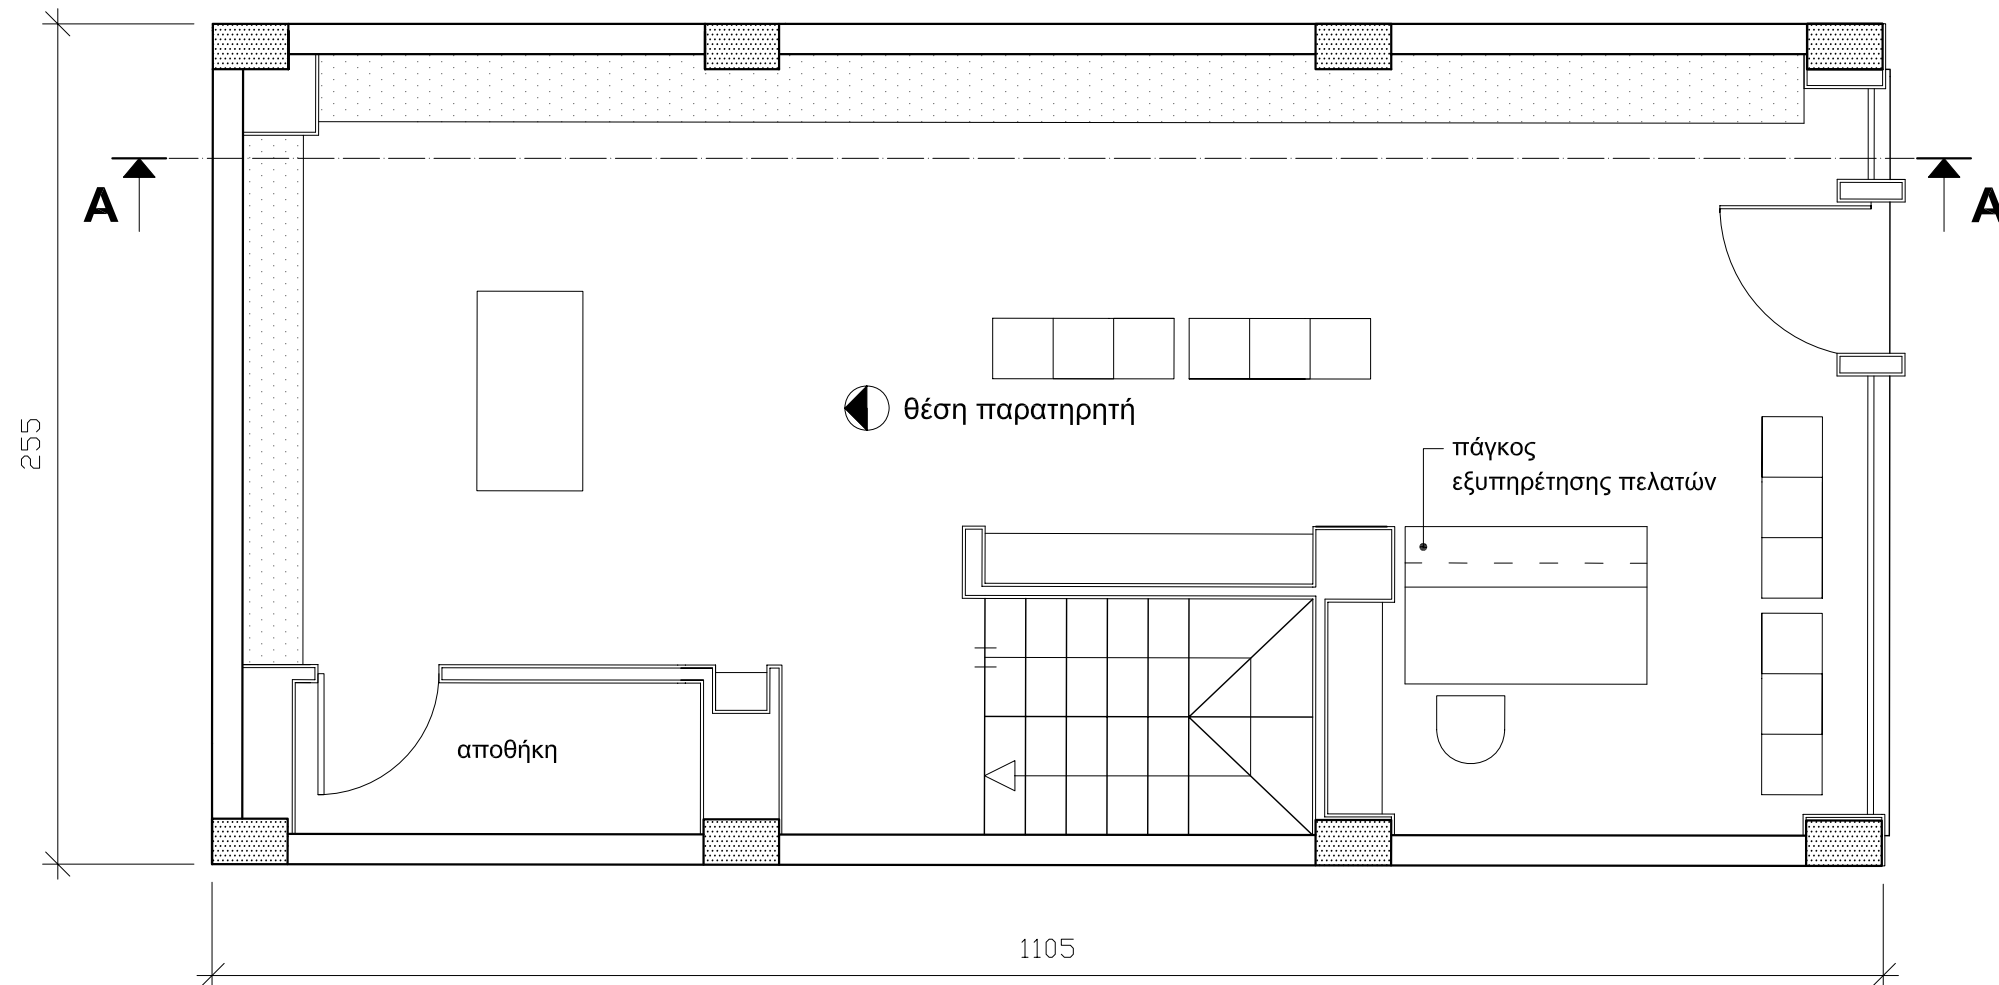 A
A
θέση παρατηρητή
πάγκος
εξυπηρέτησης πελατών
255
αποθήκη
1105